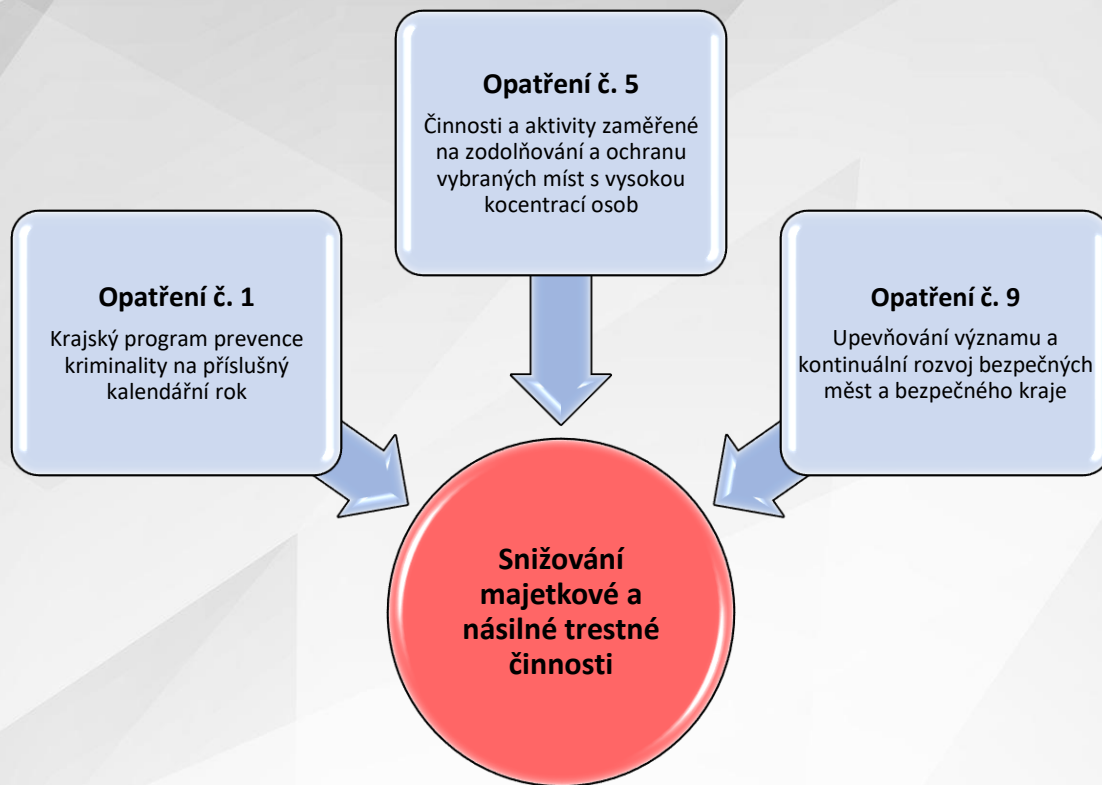 Opatření č. 5
Činnosti a aktivity zaměřené
na zodolňování a ochranu
vybraných míst s vysokou
kocentrací osob
Opatření č. 1
Krajský program prevence
kriminality na příslušný
kalendářní rok
Opatření č. 9
Upevňování významu a
kontinuální rozvoj bezpečných
měst a bezpečného kraje
Snižování
majetkové a
násilné trestné
činnosti